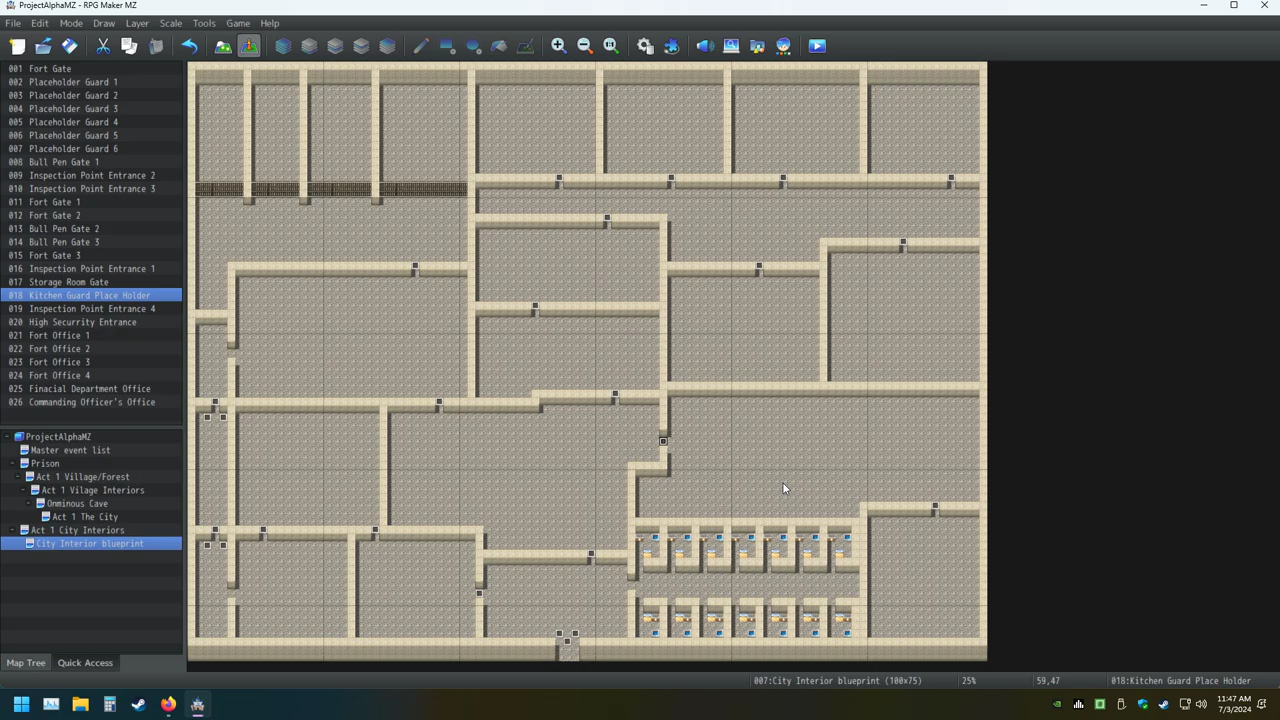 ProjectAlphaMZ - RPG Maker MZ
File Edit Mode Draw Layer Scale Tools Game Help
001 Fort Gate
002 Placeholder Guard 1
003 Placeholder Guard 2
004 Placeholder Guard 3
005 Placeholder Guard 4
006 Placeholder Guard 5
007 Placeholder Guard 6
008 Bull Pen Gate 1
009 Inspection Point Entrance 2
010 Inspection Point Entrance 3
011 Fort Gate 1
012 Fort Gate 2
013 Bull Pen Gate 2
014 Bull Pen Gate 3
015 Fort Gate 3
016 Inspection Point Entrance 1
017 Storage Room Gate
018 Kitchen Guard Place Holder
019 Inspection Point Entrance 4
020 High Securrity Entrance
021 Fort Office 1
022 Fort Office 2
023 Fort Office 3
024 Fort Office 4
025 Finacial Department Office
026 Commanding Officer's Office
ProjectAlphaMZ
Master event list
Prison
Act 1 Village/Forest
Act 1 Vilage Interiors
Onminous Cave
Act 1 The City
Act 1 City Interiors
City Interior blueprint
Map Tree Quick Access
007:City Interior blueprint (100x75) 25% 59,47 018:Kitchen Guard Place Holder
11:47 AM
7/3/2024